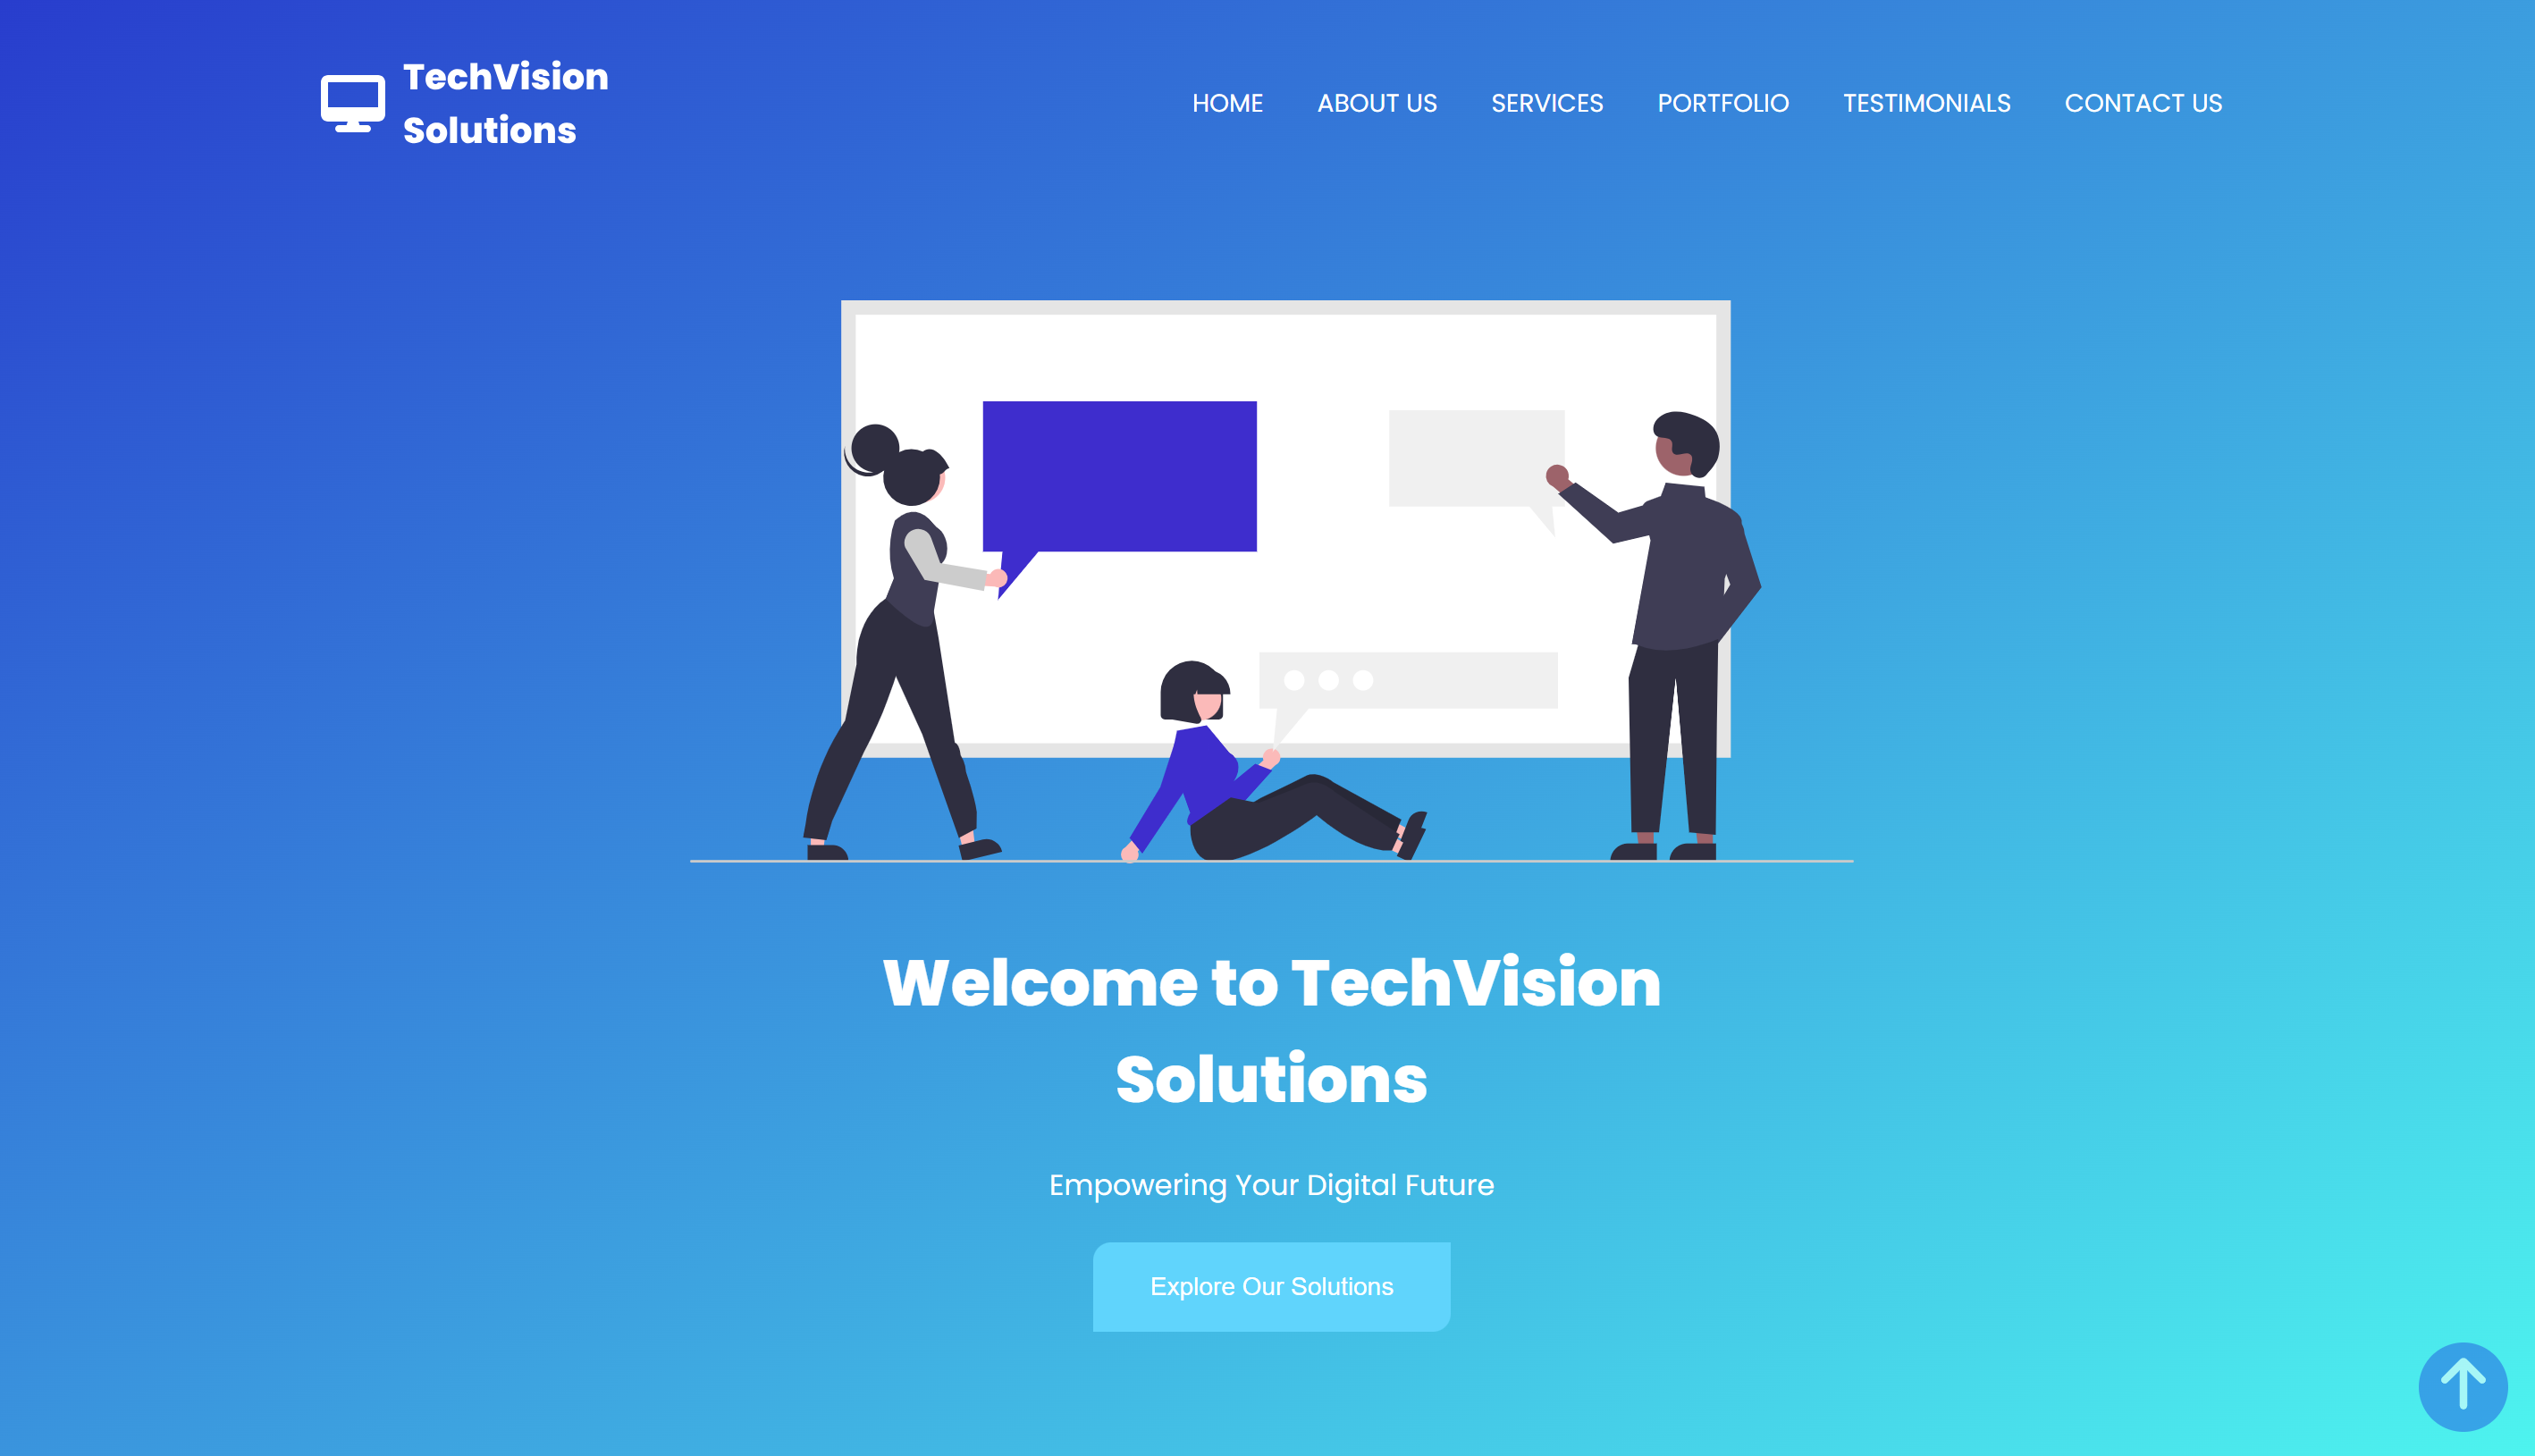 TechVision
Solutions
HOME ABOUT US SERVICES PORTFOLIO TESTIMONIALS CONTACT US
Welcome to TechVision
Solutions
Empowering Your Digital Future
Explore Our Solutions